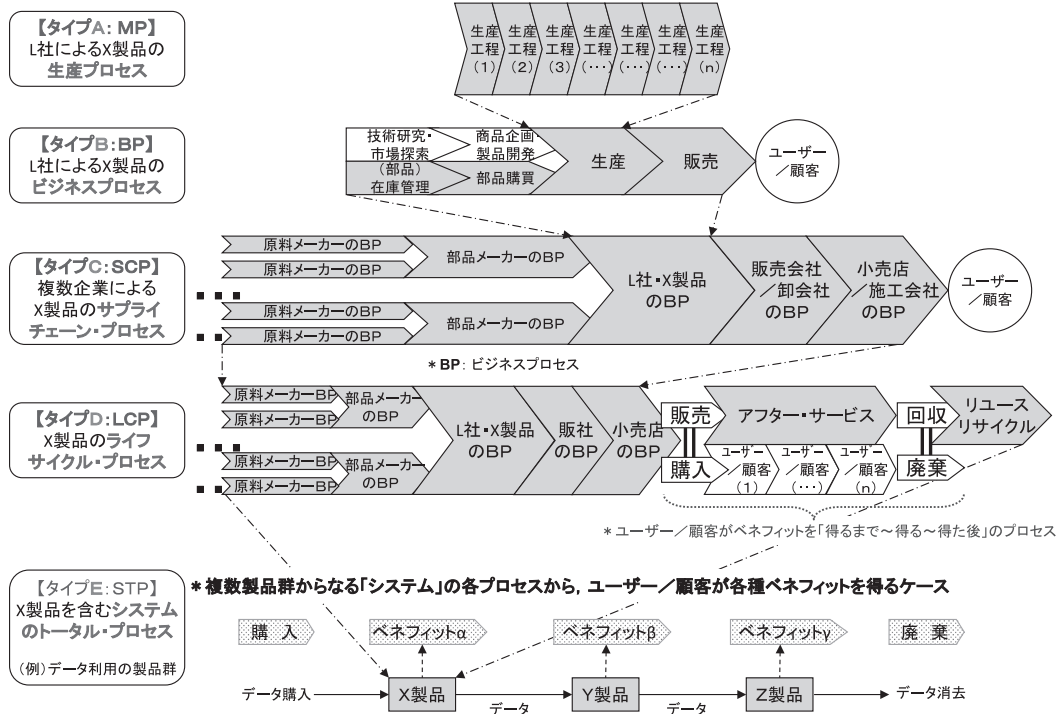 【タイプA:MP】
L社によるX製品の
生産プロセス
生産
工程
(1)
生産
工程
(2)
生産
工程
(3)
生産
工程
(…)
生産
工程
(…)
生産
工程
(…)
生産
工程
(n)
【タイプB:BP】
L社によるX製品の
ビジネスプロセス
技術研究・
市場探索
商品企画・
製品開発
(部品)
在庫管理
部品購買
生産
販売
ユーザー
/顧客
【タイプC:SCP】
複数企業による
X製品のサプライ
チェーン・プロセス
原料メーカーのBP
原料メーカーのBP
部品メーカーのBP
原料メーカーのBP
原料メーカーのBP
部品メーカーのBP
L社・X製品
のBP
販売会社
/卸会社
のBP
小売店
/施工会社
のBP
ユーザー
/顧客
*BP:ビジネスプロセス
【タイプD:LCP】
X製品のライフ
サイクル・プロセス
原料メーカーBP
原料メーカーBP
部品メーカー
のBP
原料メーカーBP
原料メーカーBP
部品メーカー
のBP
L社・X製品
のBP
販社
のBP
小売店
のBP
販売
購入
アフター・サービス
ユーザー
/顧客
(1)
ユーザー
/顧客
(…)
ユーザー
/顧客
(n)
回収
廃棄
リユース
リサイクル
*ユーザー/顧客がベネフィットを「得るまで~得る~得た後」のプロセス
【タイプE:STP】
X製品を含むシステム
のトータル・プロセス
(例)データ利用の製品群
*複数製品群からなる「システム」の各プロセスから,ユーザー/顧客が各種ベネフィットを得るケース
購入
ベネフィットα
ベネフィットβ
ベネフィットγ
廃棄
データ購入
X製品
データ
Y製品
データ
Z製品
データ消去